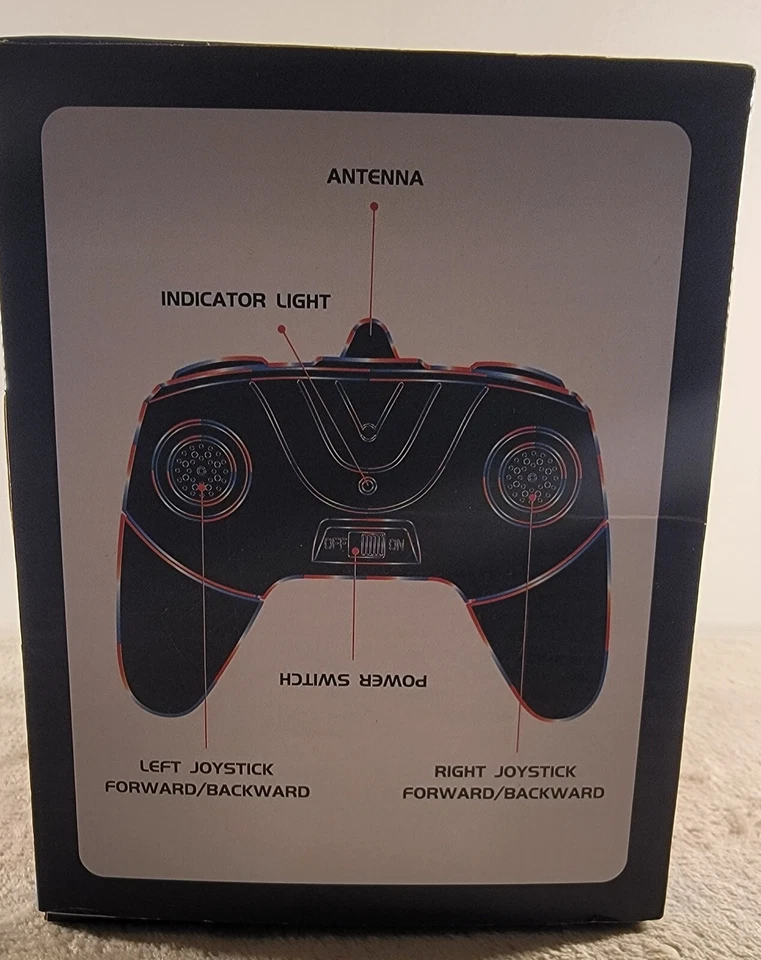 ANTENNA
INDICATOR LIGHT
OFF ON
POWER SWITCH
LEFT JOYSTICK
FORWARD/BACKWARD
RIGHT JOYSTICK
FORWARD/BACKWARD